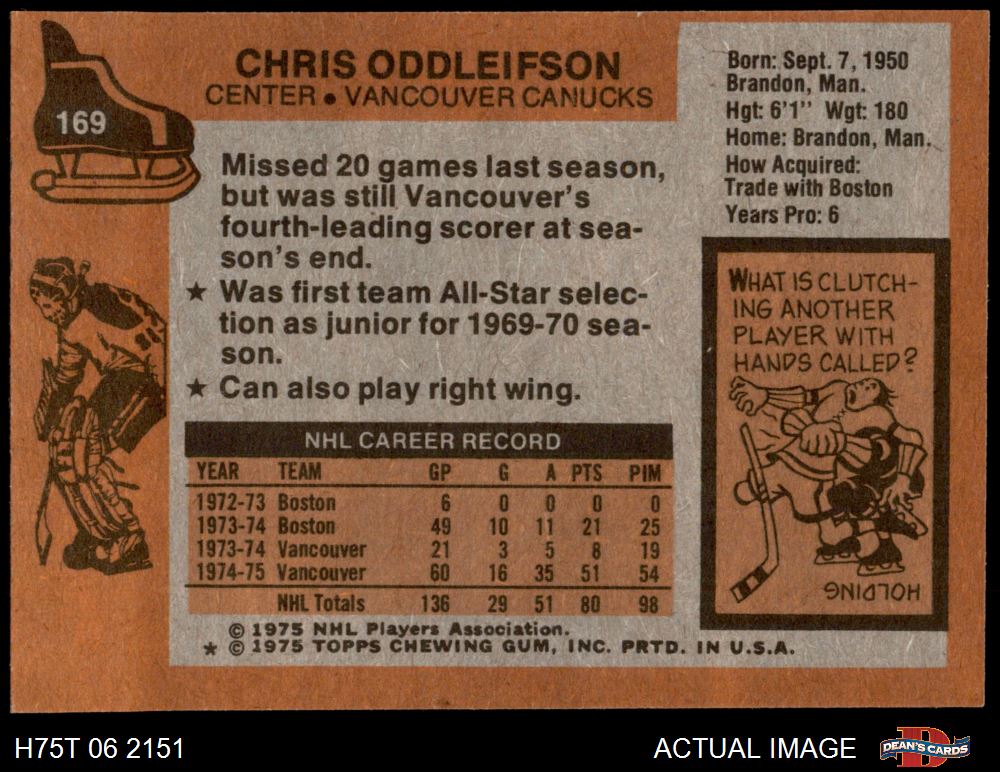 169
CHRIS ODDLEIFSON
CENTER • VANCOUVER CANUCKS
Missed 20 games last season,
but was still Vancouver's
fourth-leading scorer at sea-
son's end.
★ Was first team All-Star selec-
tion as junior for 1969-70 sea-
son.
★ Can also play right wing.
Born: Sept. 7, 1950
Brandon, Man.
Hgt: 6'1" Wgt: 180
Home: Brandon, Man.
How Acquired:
Trade with Boston
Years Pro: 6
WHAT IS CLUTCH-
ING ANOTHER
PLAYER WITH
HANDS CALLED?
HOLDING
NHL CAREER RECORD
YEAR TEAM GP G A PTS PIM
1972-73 Boston 6 0 0 0 0
1973-74 Boston 49 10 11 21 25
1973-74 Vancouver 21 3 5 8 19
1974-75 Vancouver 60 16 35 51 54
NHL Totals 136 29 51 80 98
© 1975 NHL Players Association.
★ © 1975 TOPPS CHEWING GUM, INC. PRTD. IN U.S.A.
H75T 06 2151
ACTUAL IMAGE
D
DEAN'S CARDS